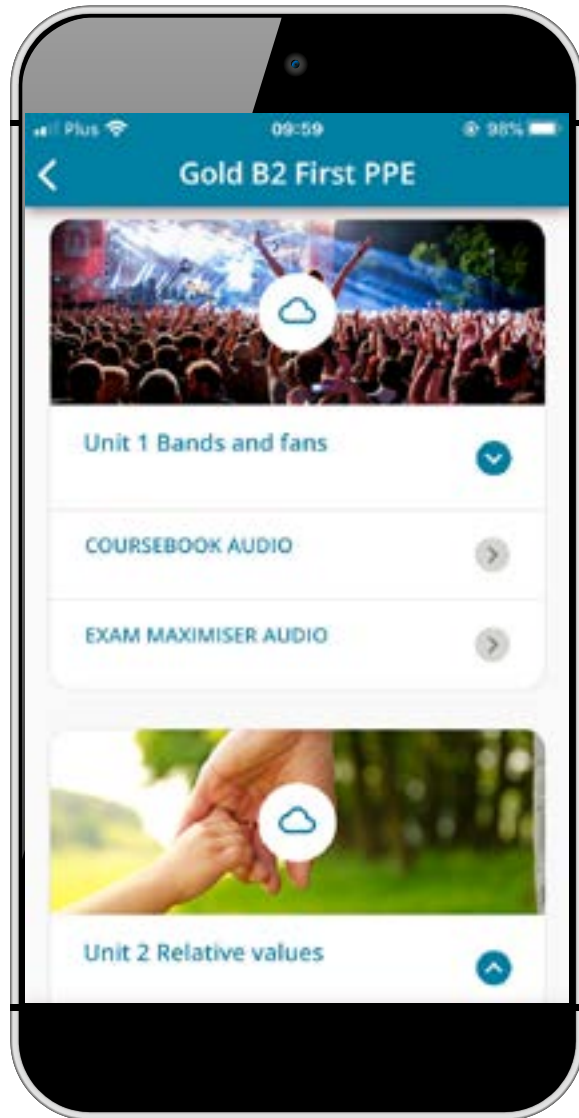 Plus 09:59 98%
Gold B2 First PPE
Unit 1 Bands and fans
COURSEBOOK AUDIO
EXAM MAXIMISER AUDIO
Unit 2 Relative values